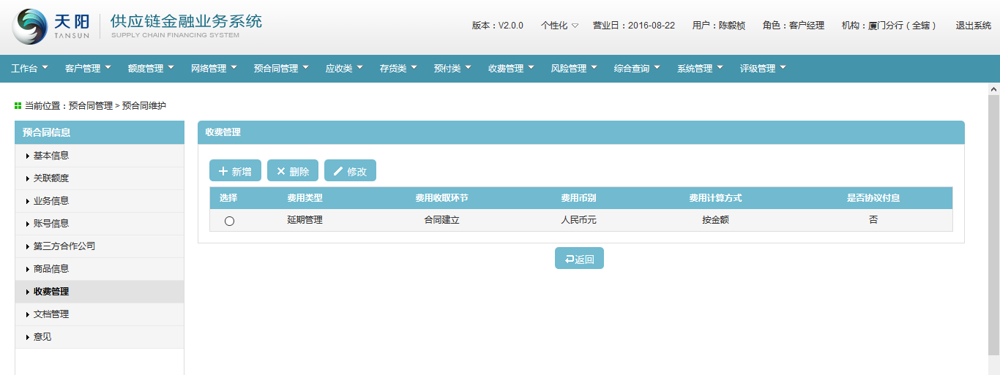 天阳 供应链金融业务系统
TANSUN SUPPLY CHAIN FINANCING SYSTEM
版本：V2.0.0 个性化 营业日：2016-08-22 用户：陈毅桢 角色：客户经理 机构：厦门分行（全辖） 退出系统
工作台 客户管理 额度管理 网络管理 预合同管理 应收类 存货类 预付类 收费管理 风险管理 综合查询 系统管理 评级管理
当前位置：预合同管理 > 预合同维护
预合同信息
基本信息
关联额度
业务信息
账号信息
第三方合作公司
商品信息
收费管理
文档管理
意见
收费管理
新增 删除 修改
选择 费用类型 费用收取环节 费用币别 费用计算方式 是否协议付息
延期管理 合同建立 人民币元 按金额 否
返回